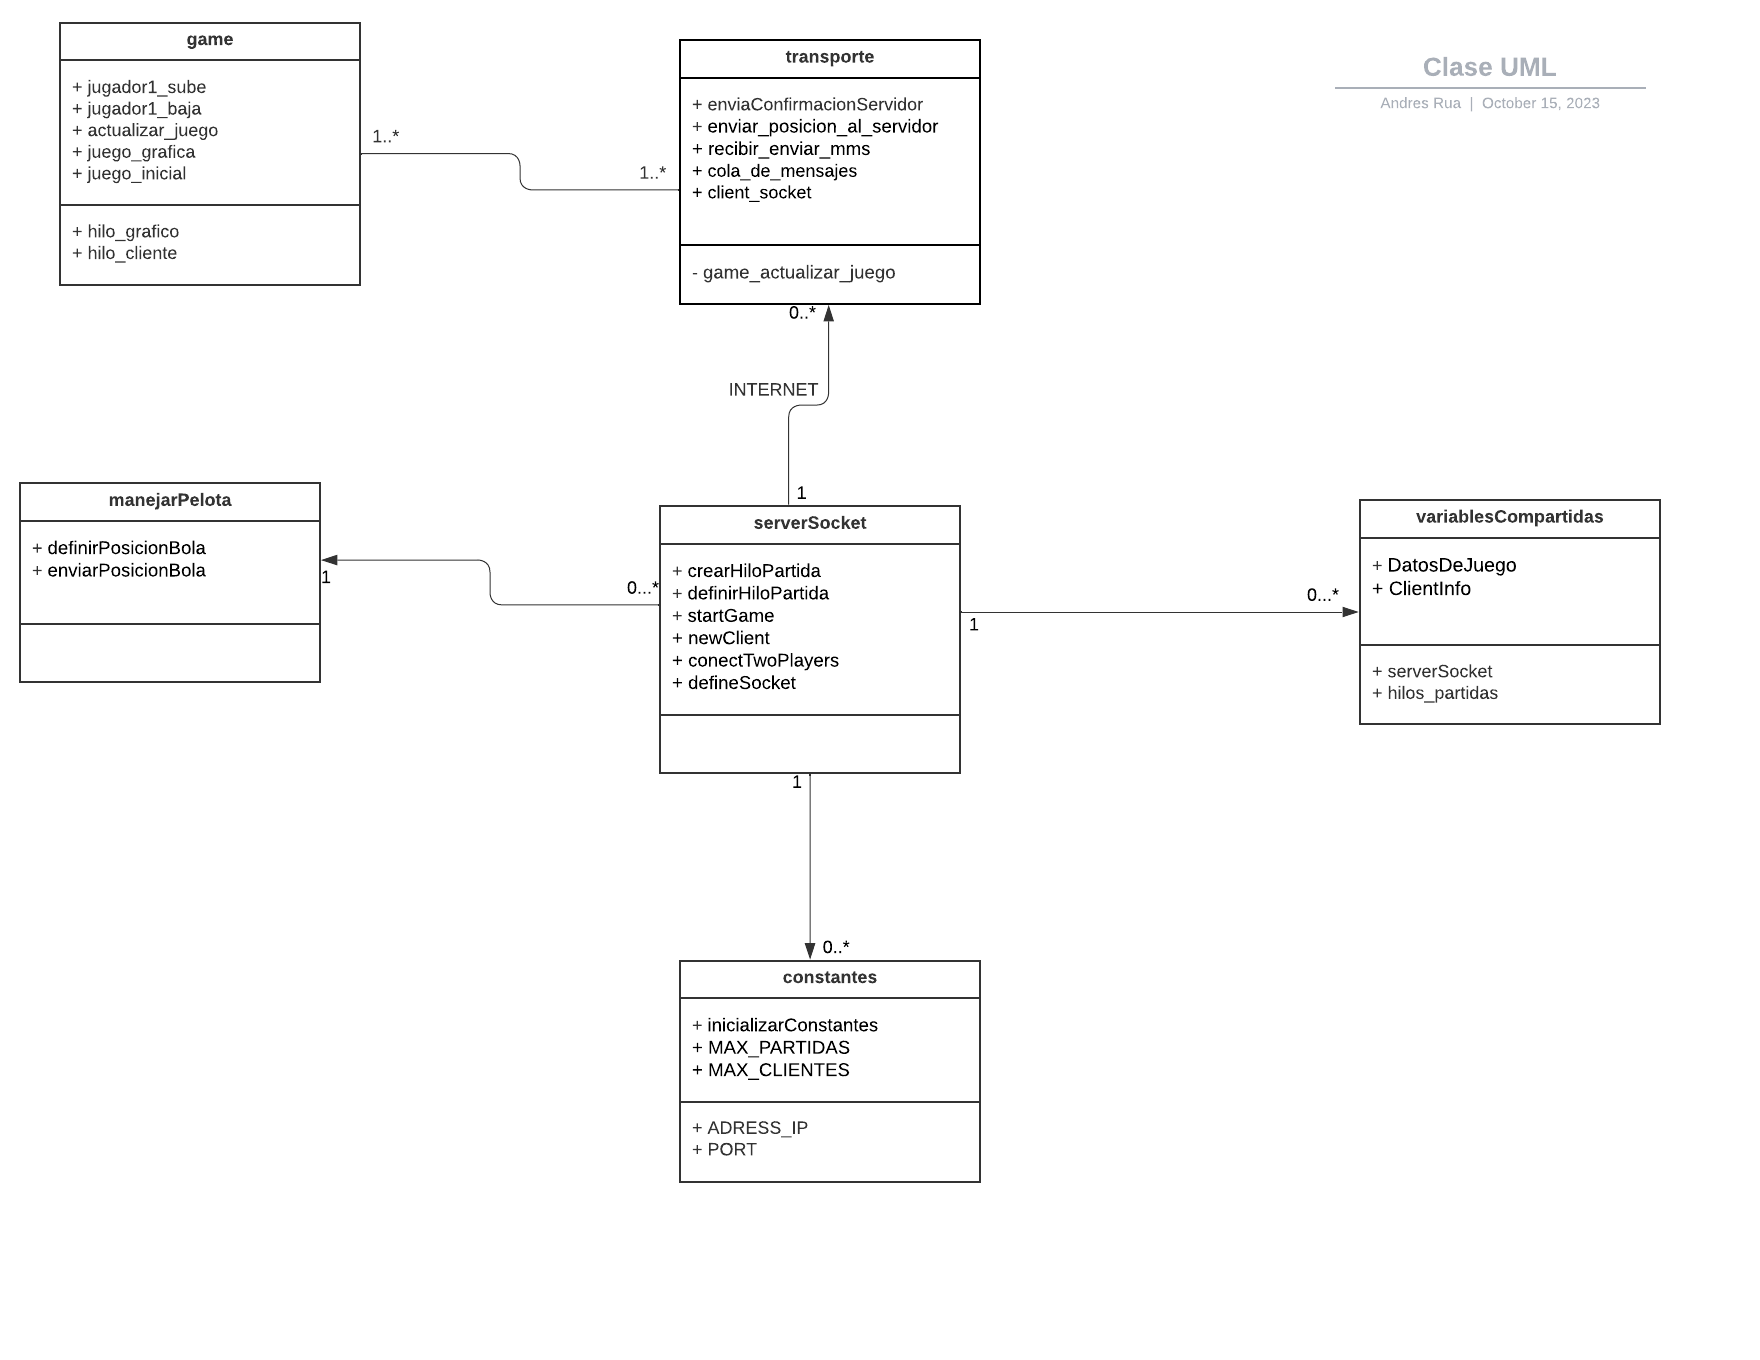 game
+ jugador1_sube
+ jugador1_baja
+ actualizar_juego
+ juego_grafica
+ juego_inicial
+ hilo_grafico
+ hilo_cliente
1..*
1..*
transporte
+ enviaConfirmacionServidor
+ enviar_posicion_al_servidor
+ recibir_enviar_mms
+ cola_de_mensajes
+ client_socket
- game_actualizar_juego
Clase UML
Andres Rua | October 15, 2023
0..*
INTERNET
1
manejarPelota
+ definirPosicionBola
+ enviarPosicionBola
1
0...*
serverSocket
+ crearHiloPartida
+ definirHiloPartida
+ startGame
+ newClient
+ conectTwoPlayers
+ defineSocket
1
0...*
variablesCompartidas
+ DatosDeJuego
+ ClientInfo
+ serverSocket
+ hilos_partidas
1
0..*
constantes
+ inicializarConstantes
+ MAX_PARTIDAS
+ MAX_CLIENTES
+ ADRESS_IP
+ PORT